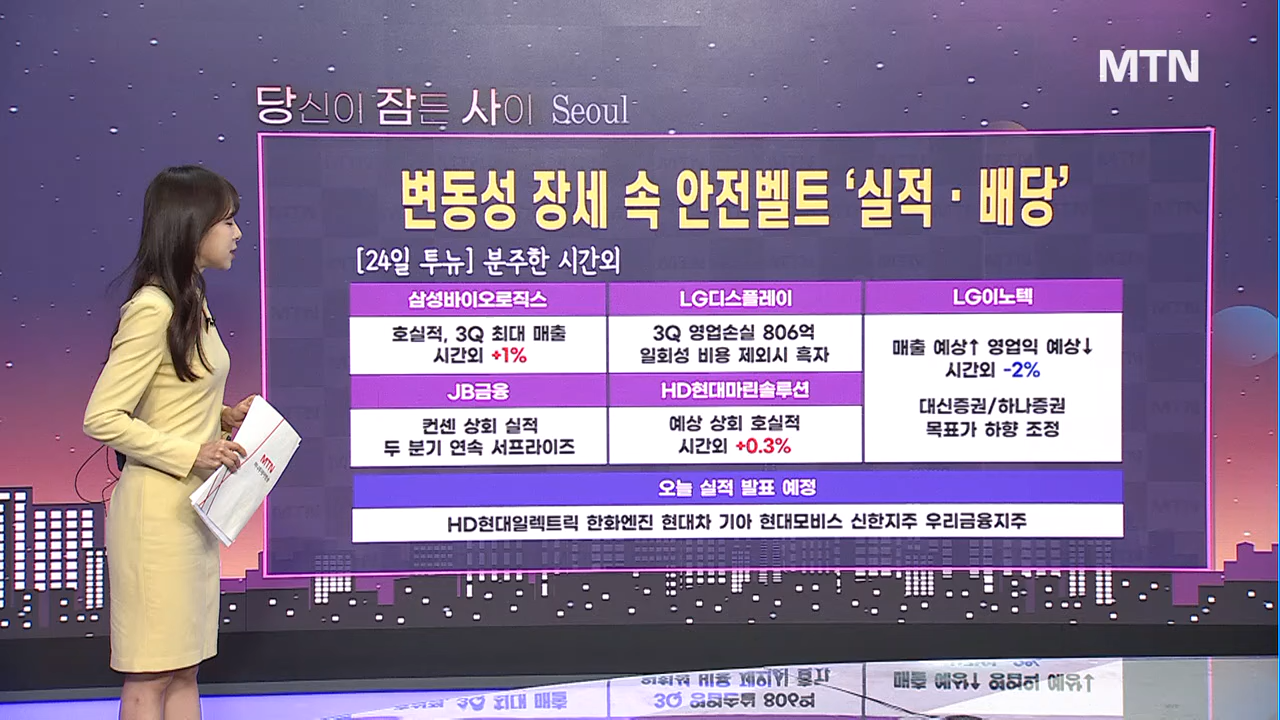 MTN
당신이 잠든 사이 Seoul
변동성 장세 속 안전벨트 ‘실적·배당’
[24일 투뉴] 분주한 시간외
삼성바이오로직스
호실적, 3Q 최대 매출
시간외 +1%
LG디스플레이
3Q 영업손실 806억
일회성 비용 제외시 흑자
LG이노텍
매출 예상↑ 영업익 예상↓
시간외 -2%
대신증권/하나증권
목표가 하향 조정
JB금융
컨센 상회 실적
두 분기 연속 서프라이즈
HD현대마린솔루션
예상 상회 호실적
시간외 +0.3%
오늘 실적 발표 예정
HD현대일렉트릭 한화엔진 현대차 기아 현대모비스 신한지주 우리금융지주
MTN